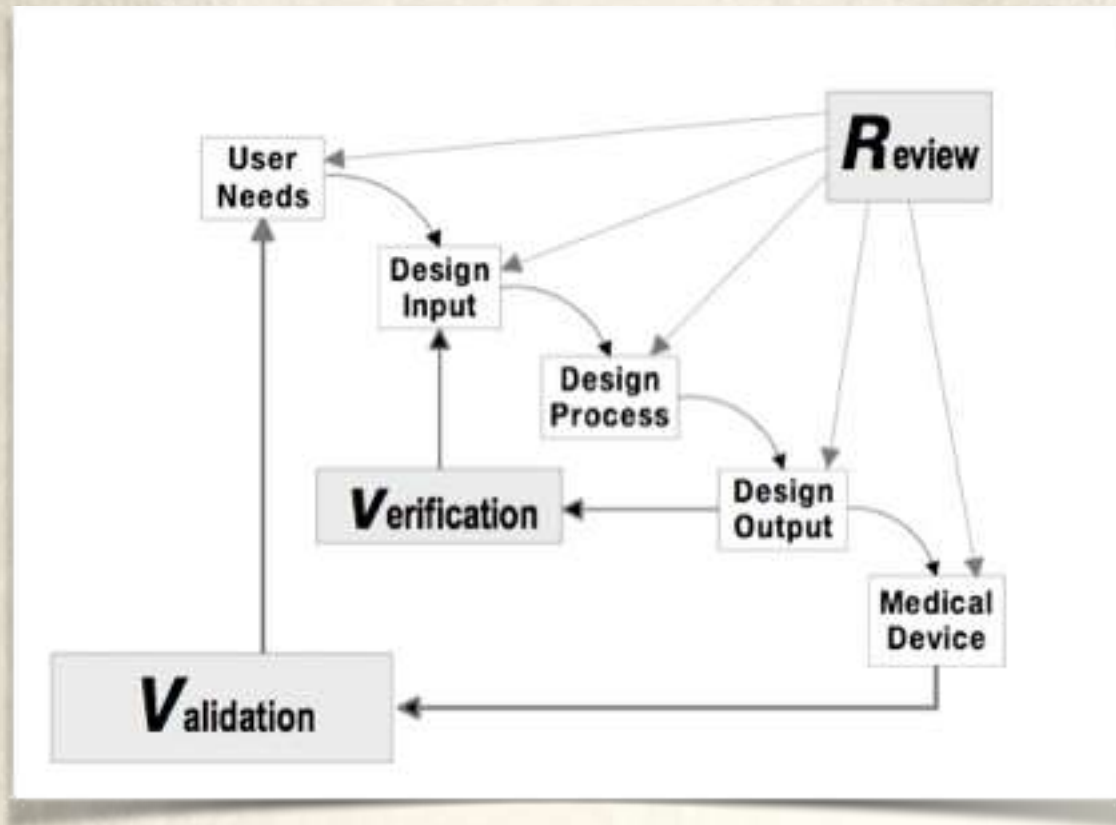 Review
User
Needs
Design
Input
Design
Process
Verification
Design
Output
Medical
Device
Validation